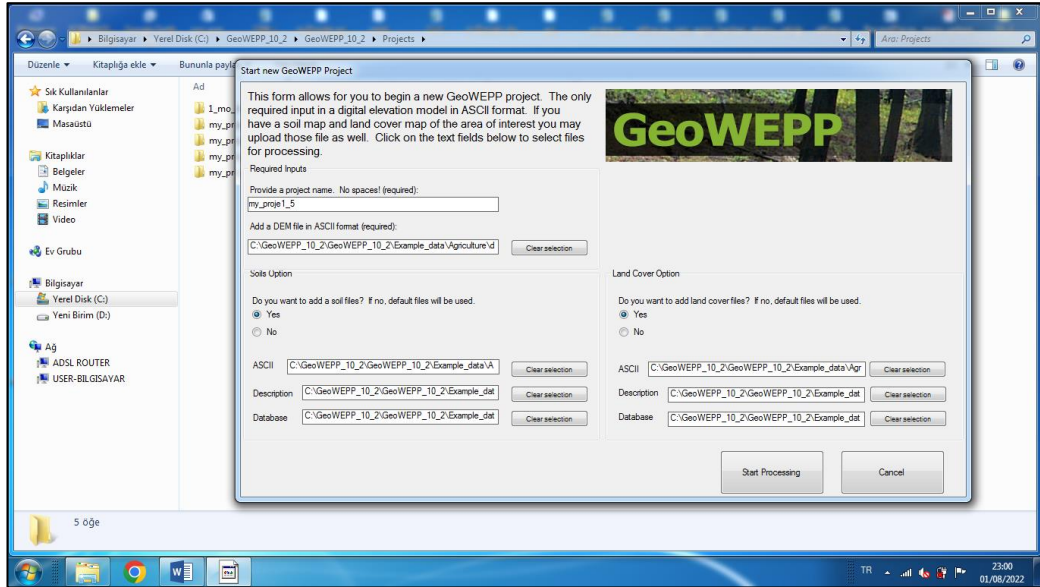 Bilgisayar ▸ Yerel Disk (C:) ▸ GeoWEPP_10_2 ▸ GeoWEPP_10_2 ▸ Projects ▸
Ara: Projects
Düzenle
Kitaplığa ekle
Bununla payla
Sık Kullanılanlar
Karşıdan Yüklemeler
Masaüstü
Kitaplıklar
Belgeler
Müzik
Resimler
Video
Ev Grubu
Bilgisayar
Yerel Disk (C:)
Yeni Birim (D:)
Ağ
ADSL ROUTER
USER-BILGISAYAR
Ad
1_mo_
my_pr
my_pr
my_pr
my_pr
Start new GeoWEPP Project
This form allows for you to begin a new GeoWEPP project. The only
required input in a digital elevation model in ASCII format. If you
have a soil map and land cover map of the area of interest you may
upload those file as well. Click on the text fields below to select files
for processing.
GeoWEPP
Required Inputs
Provide a project name. No spaces! (required):
my_proje1_5
Add a DEM file in ASCII format (required):
C:\GeoWEPP_10_2\GeoWEPP_10_2\Example_data\Agriculture\d
Clear selection
Soils Option
Do you want to add a soil files? If no, default files will be used.
Yes
No
ASCII C:\GeoWEPP_10_2\GeoWEPP_10_2\Example_data\A Clear selection
Description C:\GeoWEPP_10_2\GeoWEPP_10_2\Example_dat Clear selection
Database C:\GeoWEPP_10_2\GeoWEPP_10_2\Example_dat Clear selection
Land Cover Option
Do you want to add land cover files? If no, default files will be used.
Yes
No
ASCII C:\GeoWEPP_10_2\GeoWEPP_10_2\Example_data\Agr Clear selection
Description C:\GeoWEPP_10_2\GeoWEPP_10_2\Example_dat Clear selection
Database C:\GeoWEPP_10_2\GeoWEPP_10_2\Example_dat Clear selection
Start Processing
Cancel
5 öğe
TR
23:00
01/08/2022